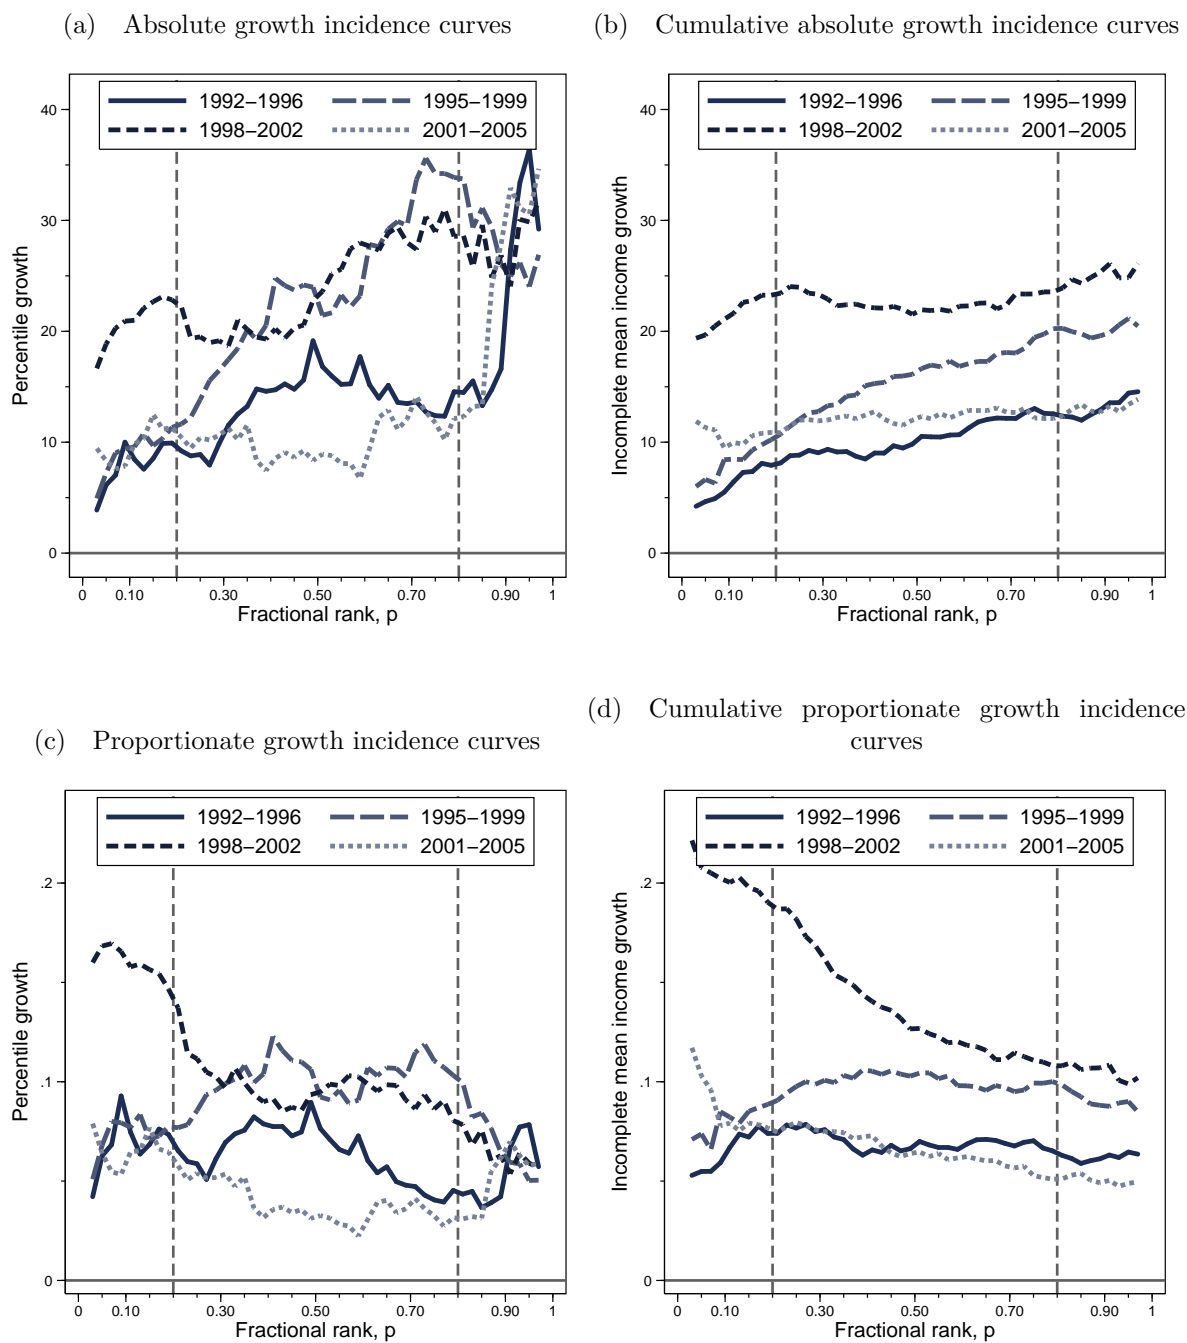 (a) Absolute growth incidence curves
1992–1996
1995–1999
1998–2002
2001–2005
40
30
20
10
0
Percentile growth
0 0.10 0.30 0.50 0.70 0.90 1
Fractional rank, p
(b) Cumulative absolute growth incidence curves
1992–1996
1995–1999
1998–2002
2001–2005
40
30
20
10
0
Incomplete mean income growth
0 0.10 0.30 0.50 0.70 0.90 1
Fractional rank, p
(c) Proportionate growth incidence curves
1992–1996
1995–1999
1998–2002
2001–2005
.2
.1
0
Percentile growth
0 0.10 0.30 0.50 0.70 0.90 1
Fractional rank, p
(d) Cumulative proportionate growth incidence
curves
1992–1996
1995–1999
1998–2002
2001–2005
.2
.1
0
Incomplete mean income growth
0 0.10 0.30 0.50 0.70 0.90 1
Fractional rank, p